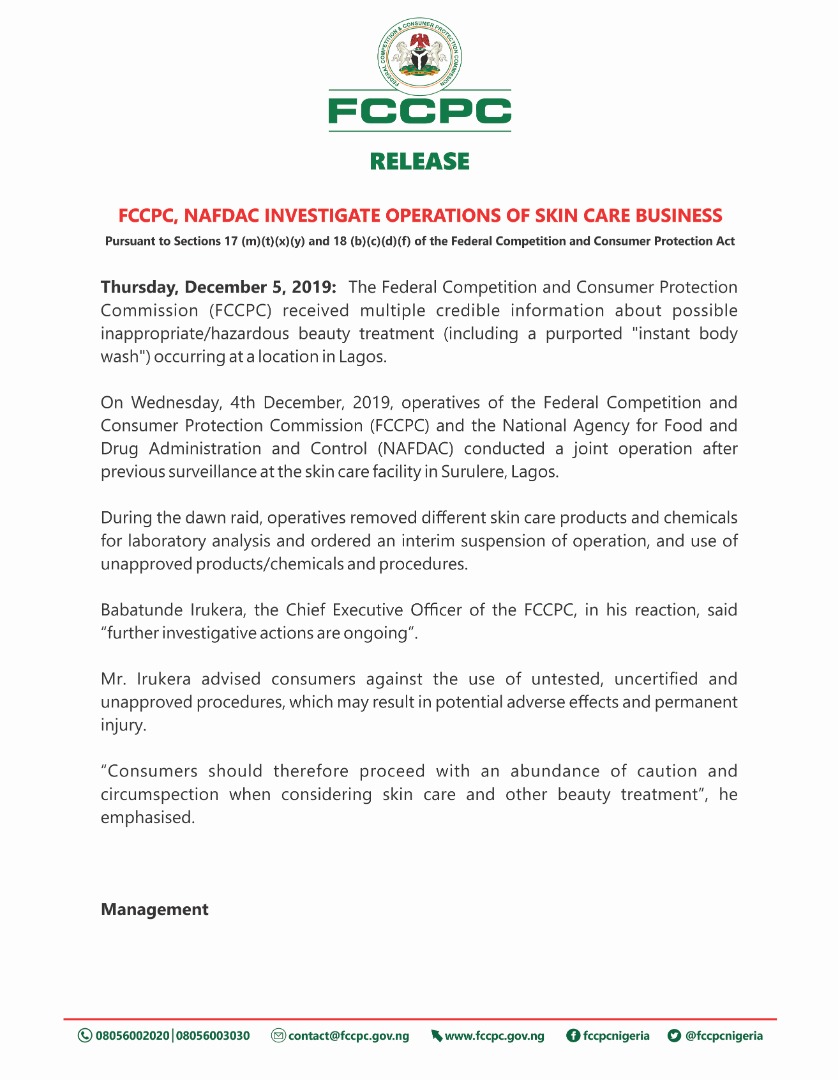 FEDERAL COMPETITION & CONSUMER PROTECTION COMMISSION
FCCPC
RELEASE
FCCPC, NAFDAC INVESTIGATE OPERATIONS OF SKIN CARE BUSINESS
Pursuant to Sections 17 (m)(t)(x)(y) and 18 (b)(c)(d)(f) of the Federal Competition and Consumer Protection Act
Thursday, December 5, 2019: The Federal Competition and Consumer Protection
Commission (FCCPC) received multiple credible information about possible
inappropriate/hazardous beauty treatment (including a purported "instant body
wash") occurring at a location in Lagos.
On Wednesday, 4th December, 2019, operatives of the Federal Competition and
Consumer Protection Commission (FCCPC) and the National Agency for Food and
Drug Administration and Control (NAFDAC) conducted a joint operation after
previous surveillance at the skin care facility in Surulere, Lagos.
During the dawn raid, operatives removed different skin care products and chemicals
for laboratory analysis and ordered an interim suspension of operation, and use of
unapproved products/chemicals and procedures.
Babatunde Irukera, the Chief Executive Officer of the FCCPC, in his reaction, said
“further investigative actions are ongoing”.
Mr. Irukera advised consumers against the use of untested, uncertified and
unapproved procedures, which may result in potential adverse effects and permanent
injury.
“Consumers should therefore proceed with an abundance of caution and
circumspection when considering skin care and other beauty treatment”, he
emphasised.
Management
08056002020|08056003030 contact@fccpc.gov.ng www.fccpc.gov.ng fccpcnigeria @fccpcnigeria